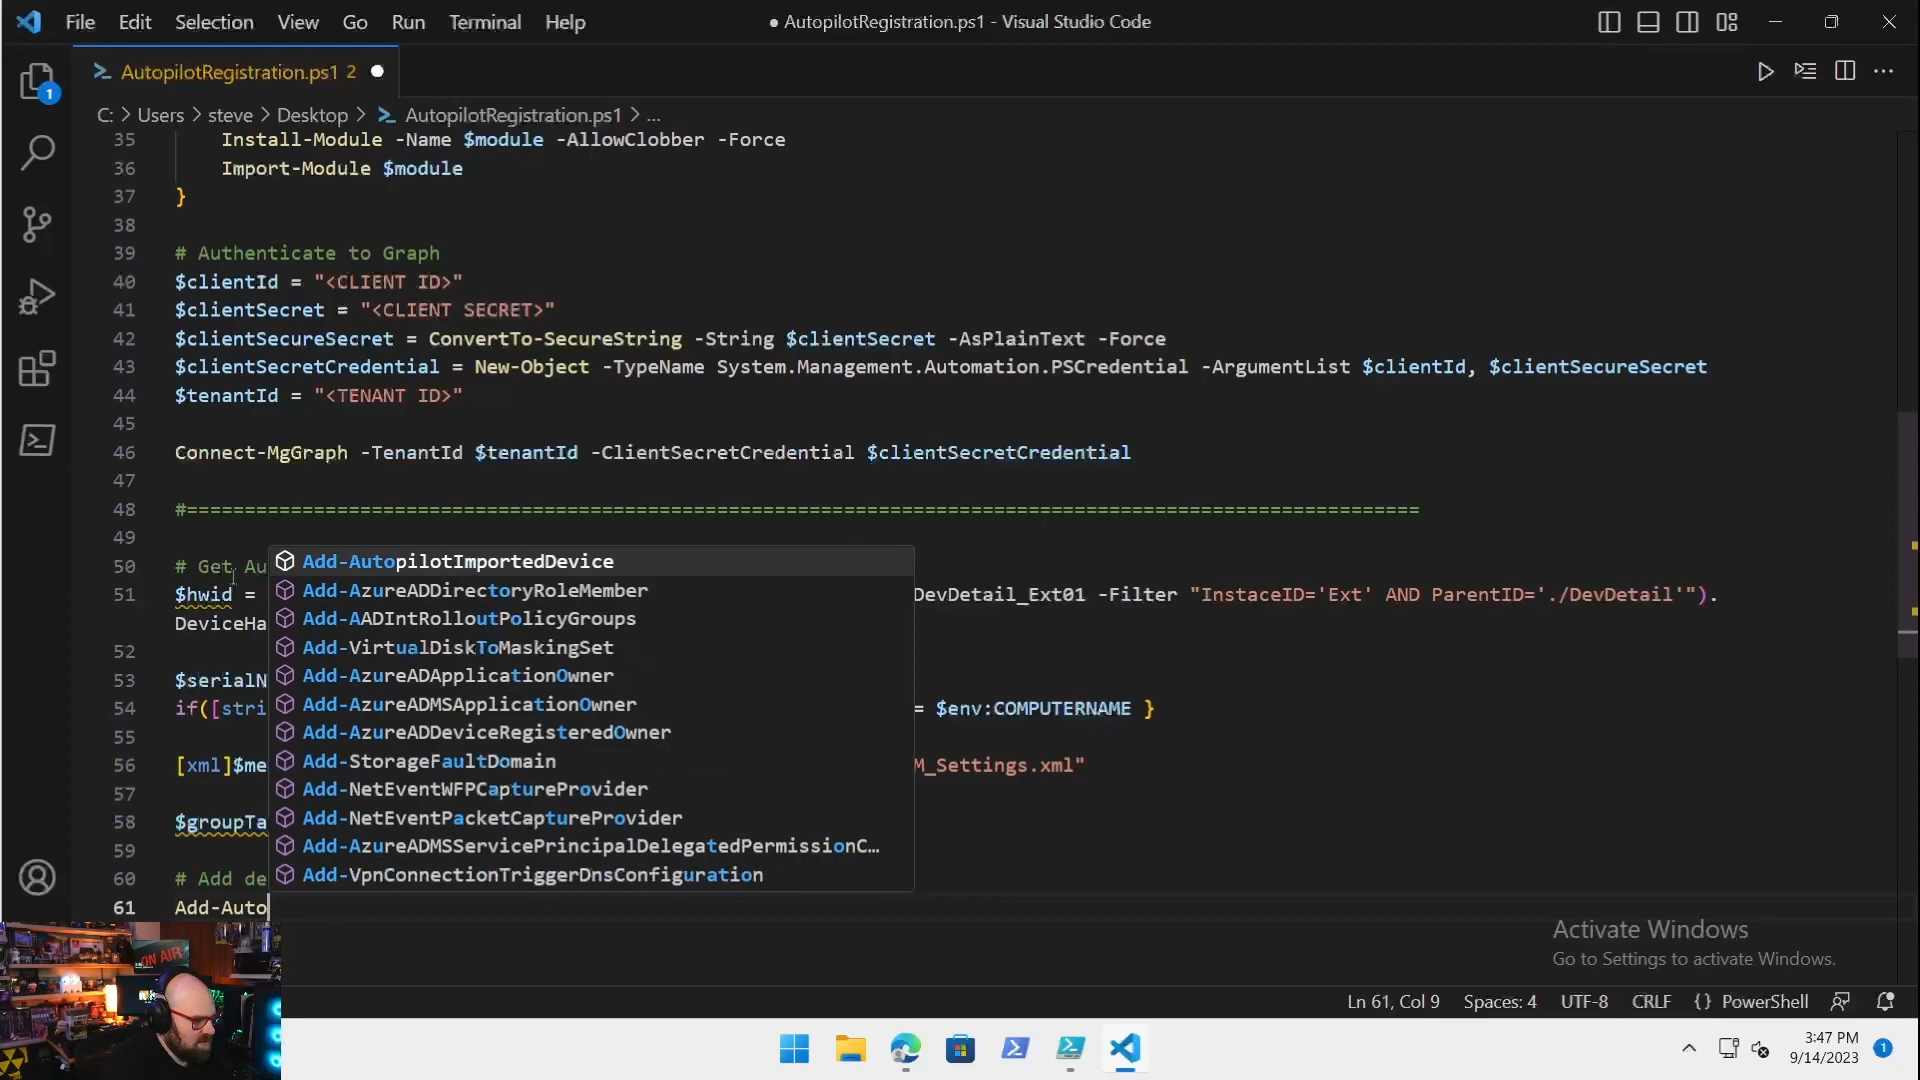 File Edit Selection View Go Run Terminal Help
● AutopilotRegistration.ps1 - Visual Studio Code
AutopilotRegistration.ps1 2
1
C: > Users > steve > Desktop > AutopilotRegistration.ps1 > ...
35 Install-Module -Name $module -AllowClobber -Force
36 Import-Module $module
37 }
38
39 # Authenticate to Graph
40 $clientId = "<CLIENT ID>"
41 $clientSecret = "<CLIENT SECRET>"
42 $clientSecureSecret = ConvertTo-SecureString -String $clientSecret -AsPlainText -Force
43 $clientSecretCredential = New-Object -TypeName System.Management.Automation.PSCredential -ArgumentList $clientId, $clientSecureSecret
44 $tenantId = "<TENANT ID>"
45
46 Connect-MgGraph -TenantId $tenantId -ClientSecretCredential $clientSecretCredential
47
48 #===========================================================================================================
49
50 # Get Au
51 $hwid = DevDetail_Ext01 -Filter "InstaceID='Ext' AND ParentID='./DevDetail'").
DeviceHa
52
53 $serialN
54 if([stri = $env:COMPUTERNAME }
55
56 [xml]$me M_Settings.xml"
57
58 $groupTa
59
60 # Add de
61 Add-Auto
Add-AutopilotImportedDevice
Add-AzureADDirectoryRoleMember
Add-AADIntRolloutPolicyGroups
Add-VirtualDiskToMaskingSet
Add-AzureADApplicationOwner
Add-AzureADMSApplicationOwner
Add-AzureADDeviceRegisteredOwner
Add-StorageFaultDomain
Add-NetEventWFPCaptureProvider
Add-NetEventPacketCaptureProvider
Add-AzureADMSServicePrincipalDelegatedPermissionC...
Add-VpnConnectionTriggerDnsConfiguration
ON AIR
Activate Windows
Go to Settings to activate Windows.
Ln 61, Col 9 Spaces: 4 UTF-8 CRLF {} PowerShell
3:47 PM
9/14/2023
1